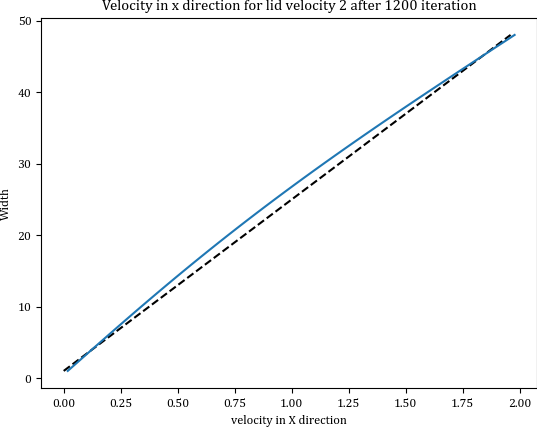 Velocity in x direction for lid velocity 2 after 1200 iteration
50
40
30
20
10
0
Width
0.00 0.25 0.50 0.75 1.00 1.25 1.50 1.75 2.00
velocity in X direction